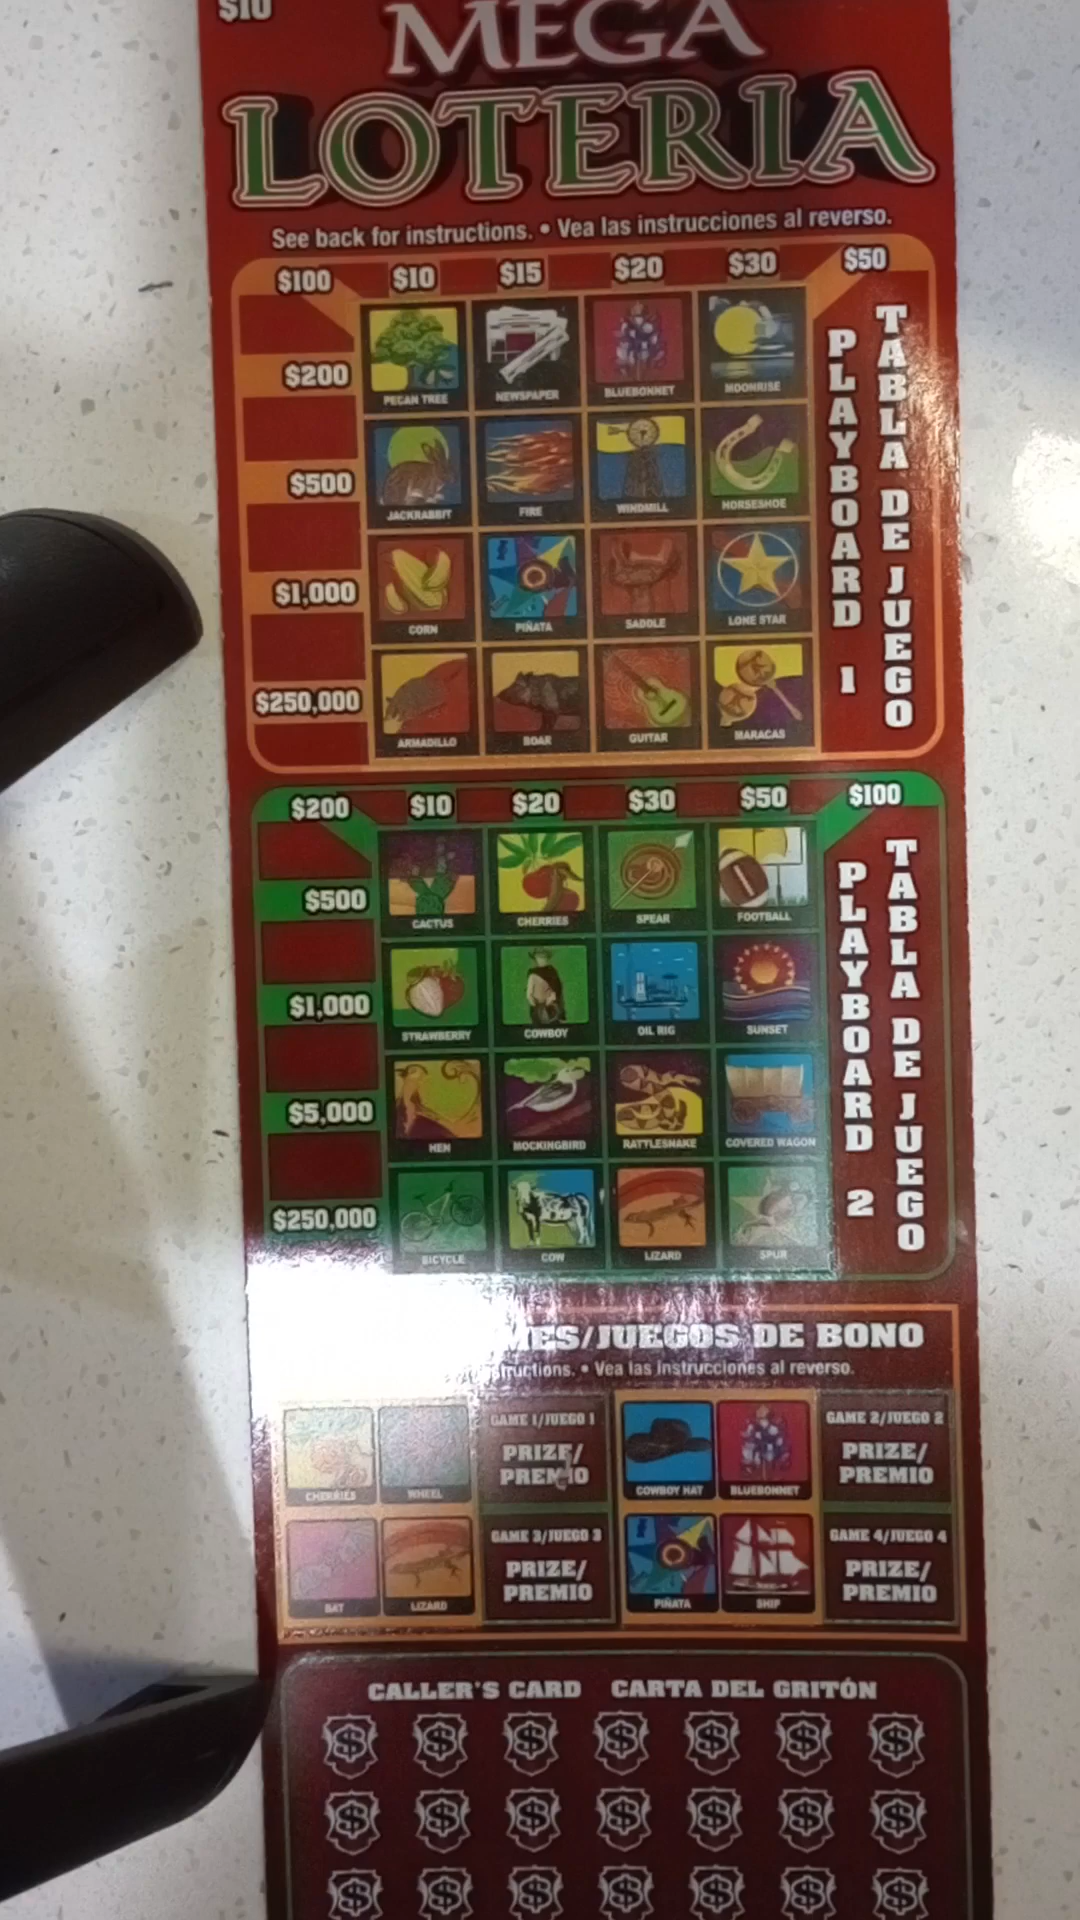 $10
MEGA
LOTERIA
See back for instructions. • Vea las instrucciones al reverso.
$100 $10 $15 $20 $30 $50
$200
$500
$1,000
$250,000
PECAN TREE NEWSPAPER BLUEBONNET MOONRISE
JACKRABBIT FIRE WINDMILL HORSESHOE
CORN PIÑATA SADDLE LONE STAR
ARMADILLO BOAR GUITAR MARACAS
PLAYBOARD 1
TABLA DE JUEGO
$200 $10 $20 $30 $50 $100
$500
$1,000
$5,000
$250,000
CACTUS CHERRIES SPEAR FOOTBALL
STRAWBERRY COWBOY OIL RIG SUNSET
HEN MOCKINGBIRD RATTLESNAKE COVERED WAGON
BICYCLE COW LIZARD SPUR
PLAYBOARD 2
TABLA DE JUEGO
MES/JUEGOS DE BONO
structions. • Vea las instrucciones al reverso.
CHERRIES WHEEL
GAME 1/JUEGO 1
PRIZE/
PREMIO
COWBOY HAT BLUEBONNET
GAME 2/JUEGO 2
PRIZE/
PREMIO
BAT LIZARD
GAME 3/JUEGO 3
PRIZE/
PREMIO
PIÑATA SHIP
GAME 4/JUEGO 4
PRIZE/
PREMIO
CALLER'S CARD CARTA DEL GRITÓN
$ $ $ $ $ $ $
$ $ $ $ $ $ $
$ $ $ $ $ $ $